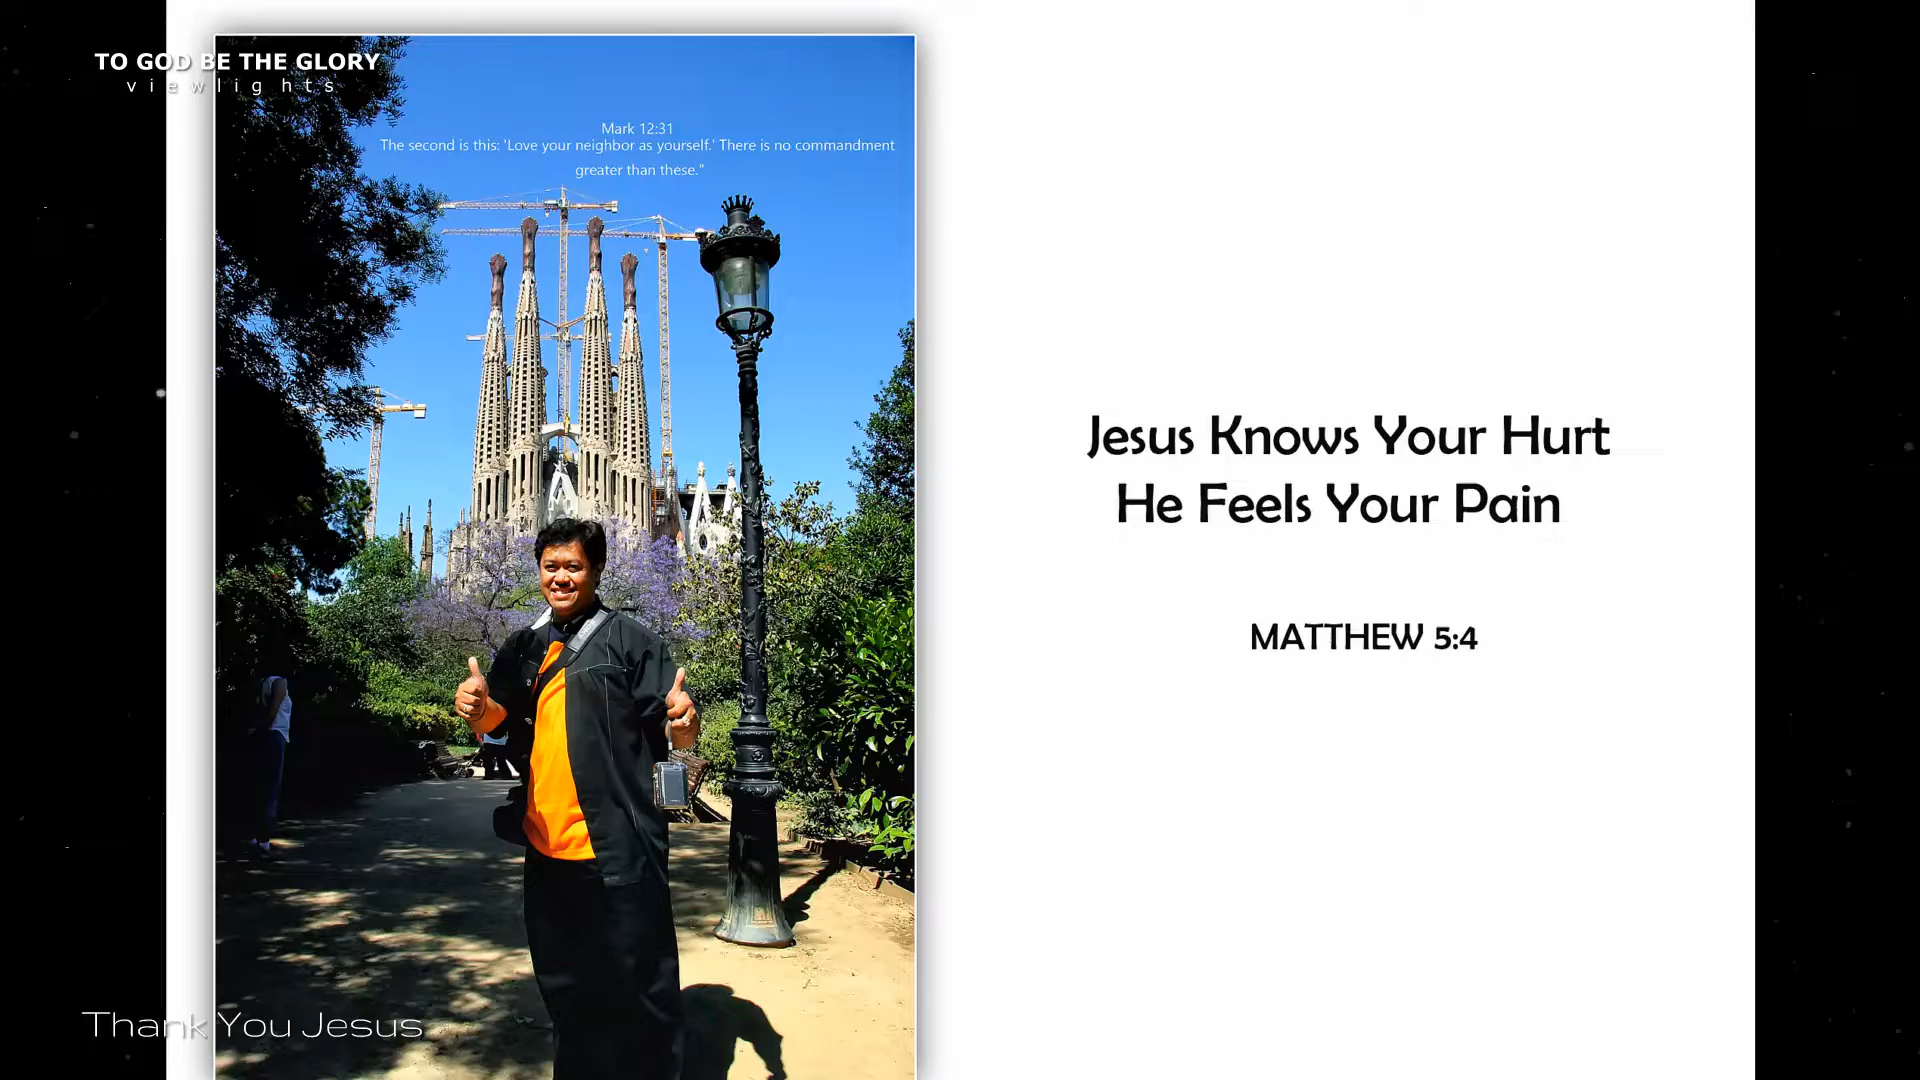 TO GOD BE THE GLORY
viewlights
Mark 12:31
The second is this: 'Love your neighbor as yourself.' There is no commandment
greater than these."
Jesus Knows Your Hurt
He Feels Your Pain
MATTHEW 5:4
Thank You Jesus